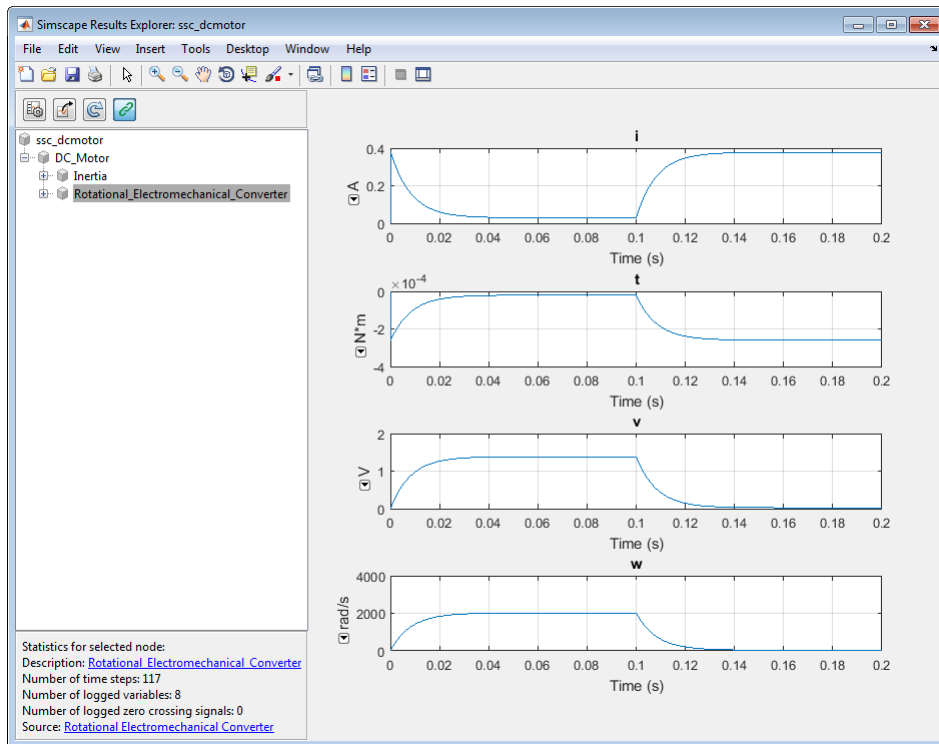 Simscape Results Explorer: ssc_dcmotor
File Edit View Insert Tools Desktop Window Help
ssc_dcmotor
DC_Motor
Inertia
Rotational_Electromechanical_Converter
Statistics for selected node:
Description: Rotational Electromechanical Converter
Number of time steps: 117
Number of logged variables: 8
Number of logged zero crossing signals: 0
Source: Rotational Electromechanical Converter
i
0.4
0.2
0
A
0 0.02 0.04 0.06 0.08 0.1 0.12 0.14 0.16 0.18 0.2
Time (s)
t
×10⁻⁴
0
-2
-4
N*m
0 0.02 0.04 0.06 0.08 0.1 0.12 0.14 0.16 0.18 0.2
Time (s)
v
2
1
0
V
0 0.02 0.04 0.06 0.08 0.1 0.12 0.14 0.16 0.18 0.2
Time (s)
w
4000
2000
0
rad/s
0 0.02 0.04 0.06 0.08 0.1 0.12 0.14 0.16 0.18 0.2
Time (s)